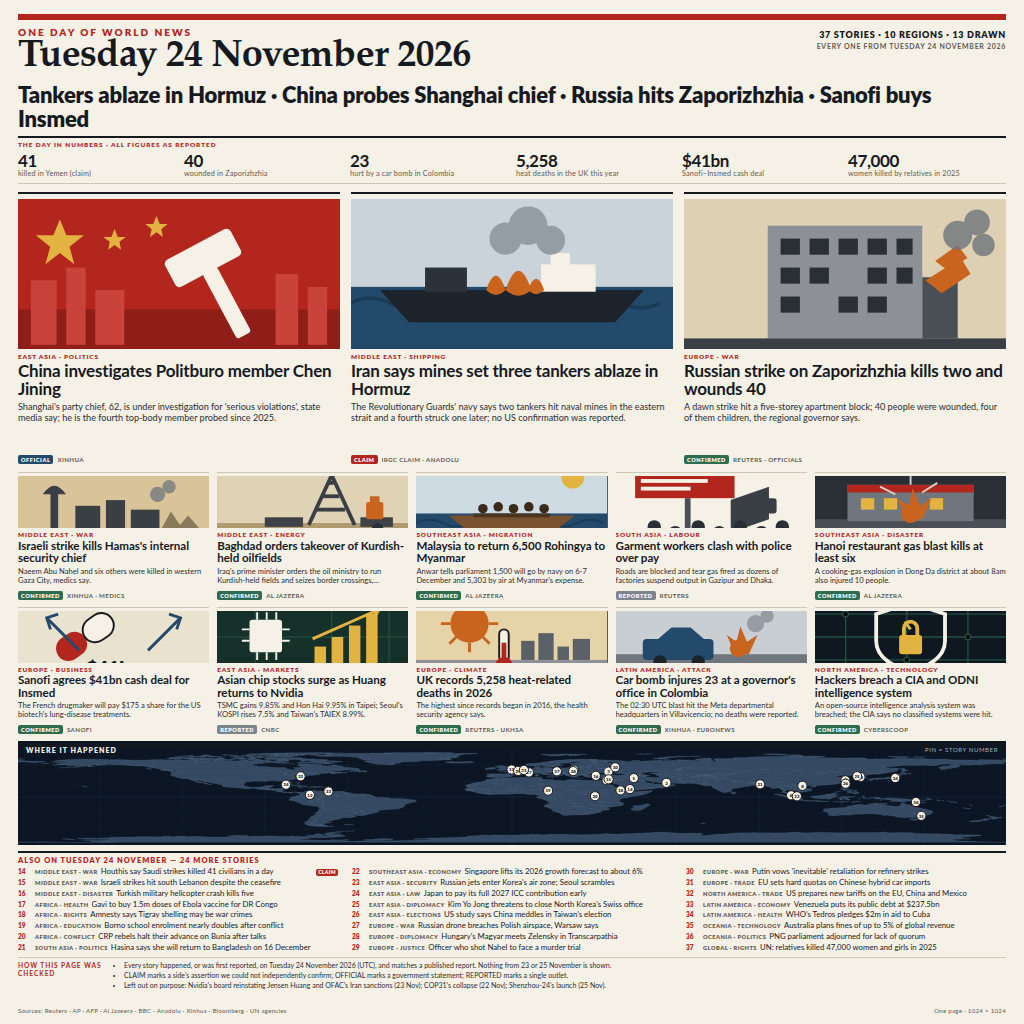 ONE DAY OF WORLD NEWS
Tuesday 24 November 2026
37 STORIES · 10 REGIONS · 13 DRAWN
EVERY ONE FROM TUESDAY 24 NOVEMBER 2026
Tankers ablaze in Hormuz · China probes Shanghai chief · Russia hits Zaporizhzhia · Sanofi buys
Insmed
THE DAY IN NUMBERS · ALL FIGURES AS REPORTED
41
killed in Yemen (claim)
40
wounded in Zaporizhzhia
23
hurt by a car bomb in Colombia
5,258
heat deaths in the UK this year
$41bn
Sanofi–Insmed cash deal
47,000
women killed by relatives in 2025
EAST ASIA · POLITICS
China investigates Politburo member Chen
Jining
Shanghai's party chief, 62, is under investigation for 'serious violations', state
media say; he is the fourth top-body member probed since 2025.
OFFICIAL XINHUA
MIDDLE EAST · SHIPPING
Iran says mines set three tankers ablaze in
Hormuz
The Revolutionary Guards' navy says two tankers hit naval mines in the eastern
strait and a fourth struck one later; no US confirmation was reported.
CLAIM IRGC CLAIM · ANADOLU
EUROPE · WAR
Russian strike on Zaporizhzhia kills two and
wounds 40
A dawn strike hit a five-storey apartment block; 40 people were wounded, four
of them children, the regional governor says.
CONFIRMED REUTERS · OFFICIALS
MIDDLE EAST · WAR
Israeli strike kills Hamas's internal
security chief
Naeem Abu Nahel and six others were killed in western
Gaza City, medics say.
CONFIRMED XINHUA · MEDICS
MIDDLE EAST · ENERGY
Baghdad orders takeover of Kurdish-
held oilfields
Iraq's prime minister orders the oil ministry to run
Kurdish-held fields and seizes border crossings,...
CONFIRMED AL JAZEERA
SOUTHEAST ASIA · MIGRATION
Malaysia to return 6,500 Rohingya to
Myanmar
Anwar tells parliament 1,500 will go by navy on 6-7
December and 5,303 by air at Myanmar's expense.
CONFIRMED AL JAZEERA
SOUTH ASIA · LABOUR
Garment workers clash with police
over pay
Roads are blocked and tear gas fired as dozens of
factories suspend output in Gazipur and Dhaka.
REPORTED REUTERS
SOUTHEAST ASIA · DISASTER
Hanoi restaurant gas blast kills at
least six
A cooking-gas explosion in Dong Da district at about 8am
also injured 10 people.
CONFIRMED AL JAZEERA
EUROPE · BUSINESS
Sanofi agrees $41bn cash deal for
Insmed
The French drugmaker will pay $175 a share for the US
biotech's lung-disease treatments.
CONFIRMED SANOFI
EAST ASIA · MARKETS
Asian chip stocks surge as Huang
returns to Nvidia
TSMC gains 9.85% and Hon Hai 9.95% in Taipei; Seoul's
KOSPI rises 7.5% and Taiwan's TAIEX 8.99%.
REPORTED CNBC
EUROPE · CLIMATE
UK records 5,258 heat-related
deaths in 2026
The highest since records began in 2016, the health
security agency says.
CONFIRMED REUTERS · UKHSA
LATIN AMERICA · ATTACK
Car bomb injures 23 at a governor's
office in Colombia
The 02:30 UTC blast hit the Meta departmental
headquarters in Villavicencio; no deaths were reported.
CONFIRMED XINHUA · EURONEWS
NORTH AMERICA · TECHNOLOGY
Hackers breach a CIA and ODNI
intelligence system
An open-source intelligence analysis system was
breached; the CIA says no classified systems were hit.
CONFIRMED CYBERSCOOP
WHERE IT HAPPENED
PIN = STORY NUMBER
ALSO ON TUESDAY 24 NOVEMBER — 24 MORE STORIES
14 MIDDLE EAST · WAR Houthis say Saudi strikes killed 41 civilians in a day CLAIM
15 MIDDLE EAST · WAR Israeli strikes hit south Lebanon despite the ceasefire
16 MIDDLE EAST · DISASTER Turkish military helicopter crash kills five
17 AFRICA · HEALTH Gavi to buy 1.5m doses of Ebola vaccine for DR Congo
18 AFRICA · RIGHTS Amnesty says Tigray shelling may be war crimes
19 AFRICA · EDUCATION Borno school enrolment nearly doubles after conflict
20 AFRICA · CONFLICT CRP rebels halt their advance on Bunia after talks
21 SOUTH ASIA · POLITICS Hasina says she will return to Bangladesh on 16 December
22 SOUTHEAST ASIA · ECONOMY Singapore lifts its 2026 growth forecast to about 6%
23 EAST ASIA · SECURITY Russian jets enter Korea's air zone; Seoul scrambles
24 EAST ASIA · LAW Japan to pay its full 2027 ICC contribution early
25 EAST ASIA · DIPLOMACY Kim Yo Jong threatens to close North Korea's Swiss office
26 EAST ASIA · ELECTIONS US study says China meddles in Taiwan's election
27 EUROPE · WAR Russian drone breaches Polish airspace, Warsaw says
28 EUROPE · DIPLOMACY Hungary's Magyar meets Zelensky in Transcarpathia
29 EUROPE · JUSTICE Officer who shot Nahel to face a murder trial
30 EUROPE · WAR Putin vows 'inevitable' retaliation for refinery strikes
31 EUROPE · TRADE EU sets hard quotas on Chinese hybrid car imports
32 NORTH AMERICA · TRADE US prepares new tariffs on the EU, China and Mexico
33 LATIN AMERICA · ECONOMY Venezuela puts its public debt at $237.5bn
34 LATIN AMERICA · HEALTH WHO's Tedros pledges $2m in aid to Cuba
35 OCEANIA · TECHNOLOGY Australia plans fines of up to 5% of global revenue
36 OCEANIA · POLITICS PNG parliament adjourned for lack of quorum
37 GLOBAL · RIGHTS UN: relatives killed 47,000 women and girls in 2025
HOW THIS PAGE WAS
CHECKED
• Every story happened, or was first reported, on Tuesday 24 November 2026 (UTC), and matches a published report. Nothing from 23 or 25 November is shown.
• CLAIM marks a side's assertion we could not independently confirm; OFFICIAL marks a government statement; REPORTED marks a single outlet.
• Left out on purpose: Nvidia's board reinstating Jensen Huang and OFAC's Iran sanctions (23 Nov); COP31's collapse (22 Nov); Shenzhou-24's launch (25 Nov).
Sources: Reuters · AP · AFP · Al Jazeera · BBC · Anadolu · Xinhua · Bloomberg · UN agencies
One page · 1024 × 1024